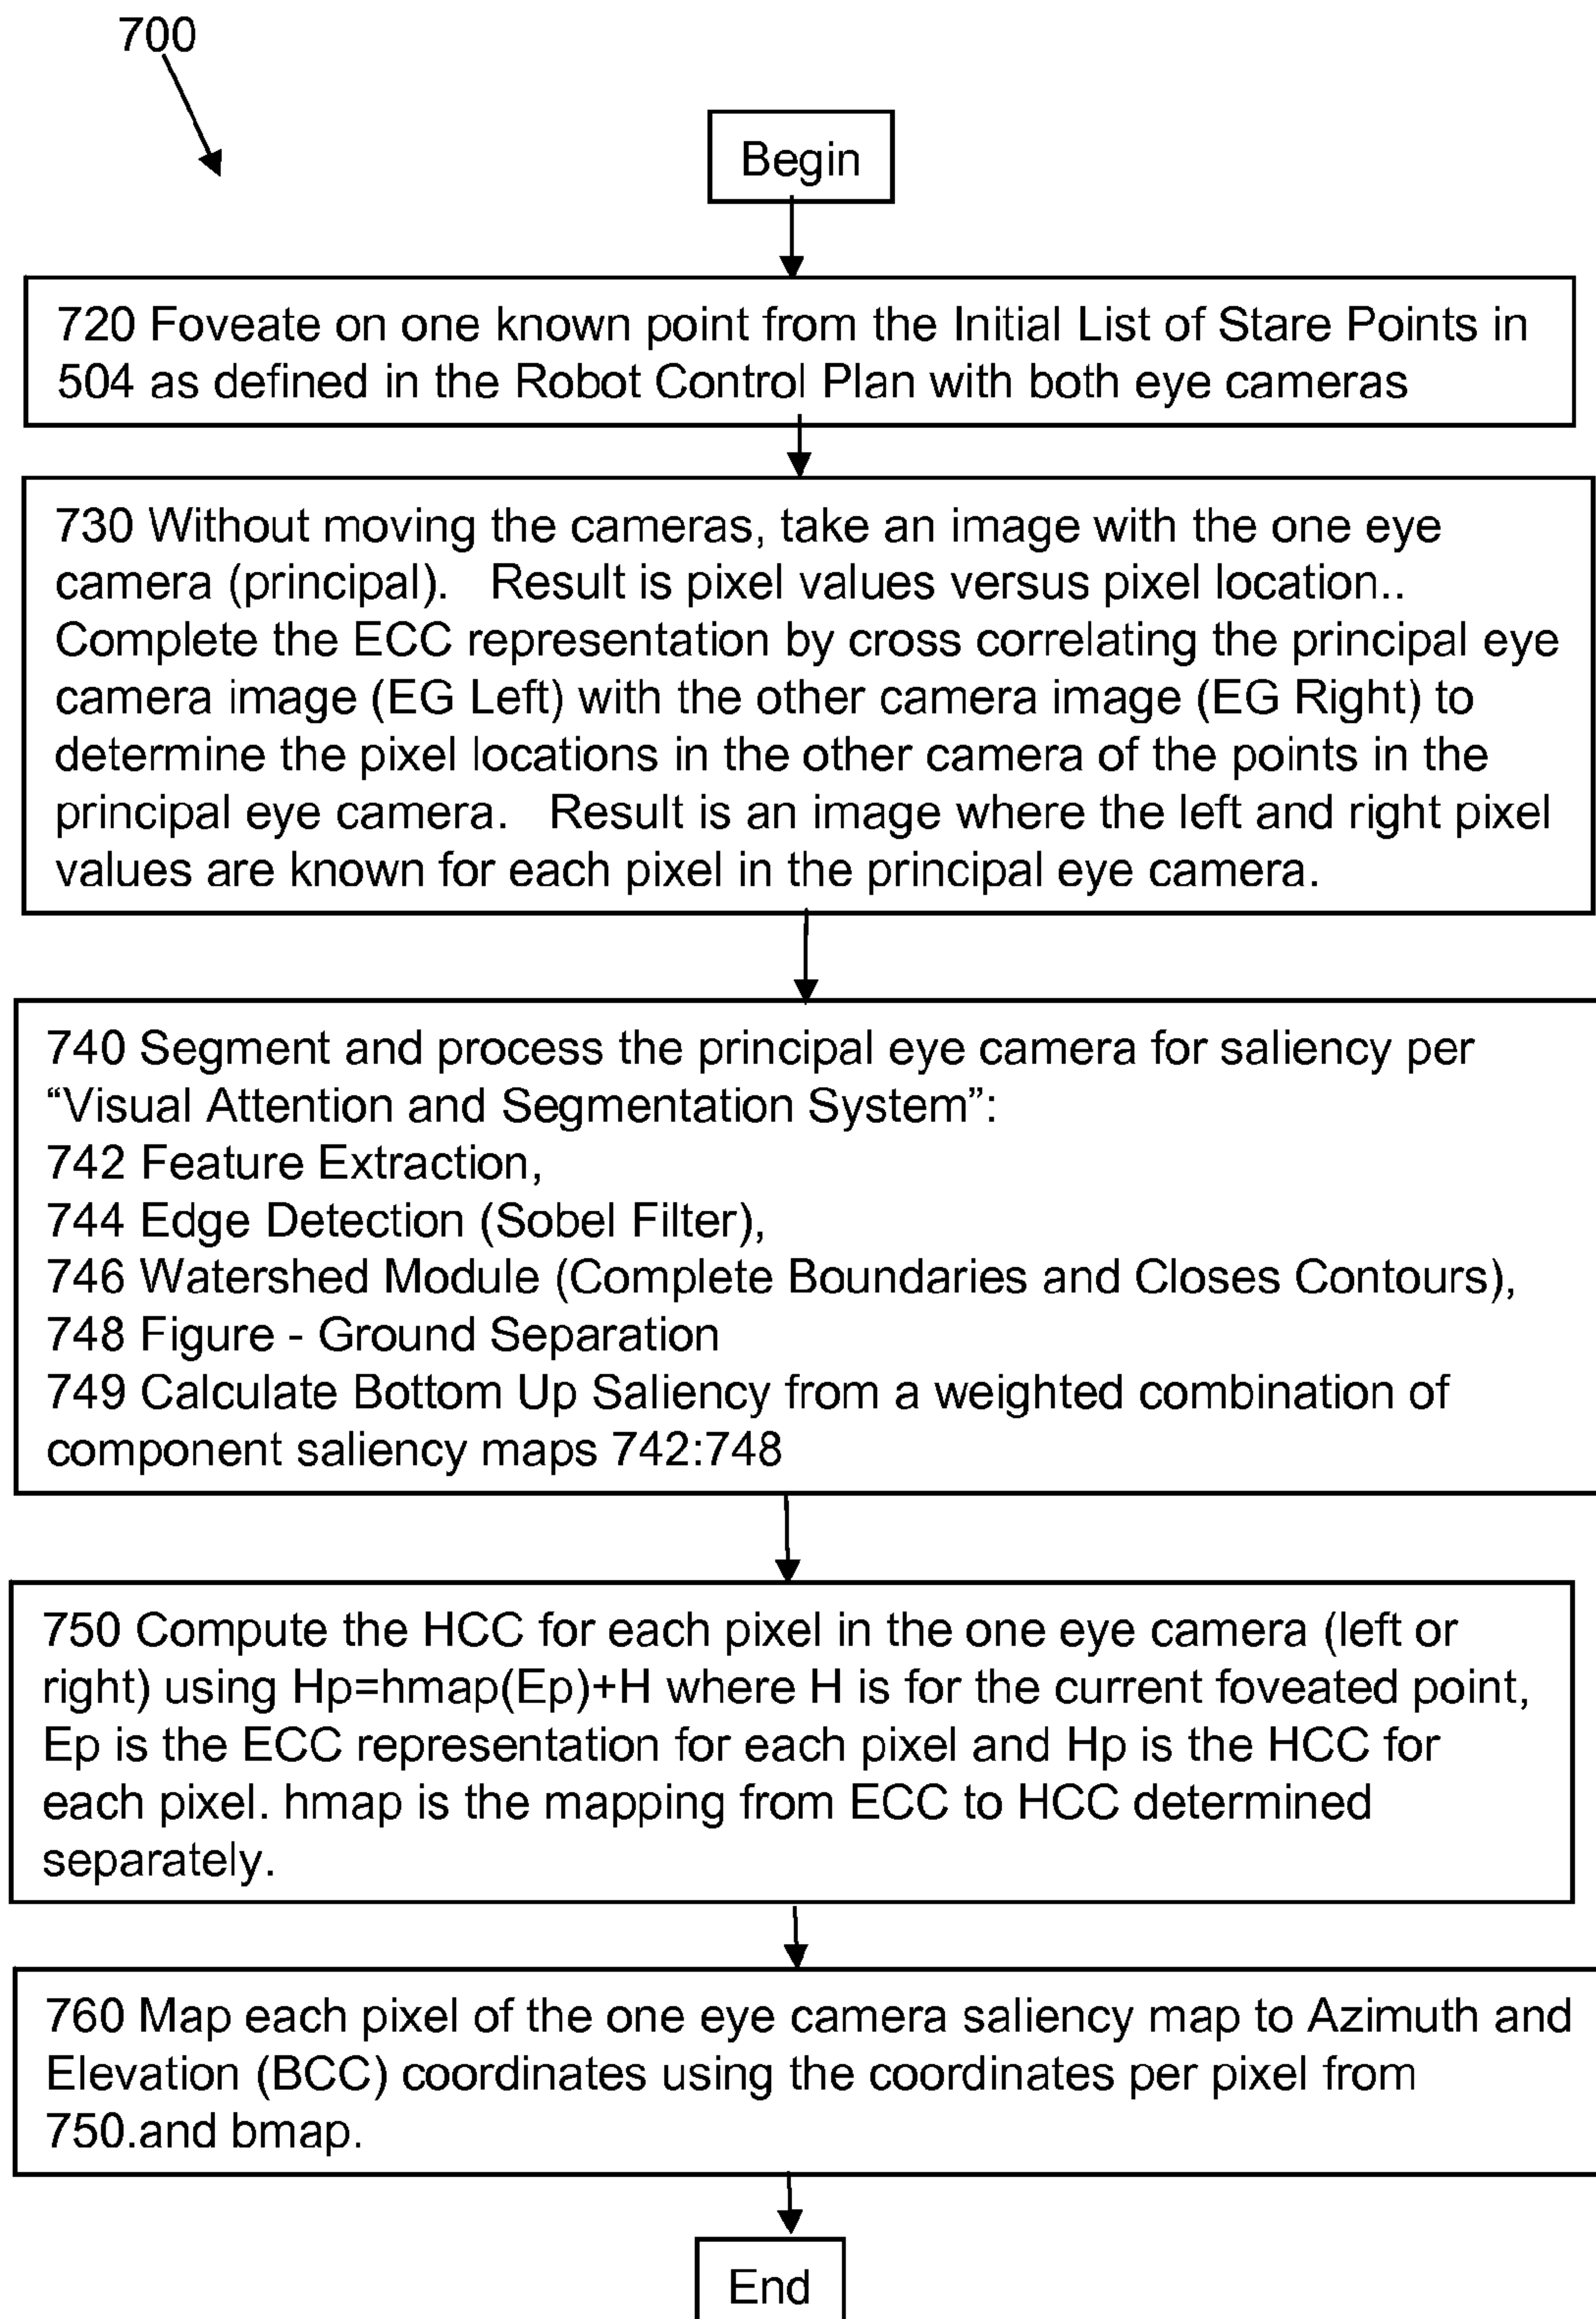 700
Begin
720 Foveate on one known point from the Initial List of Stare Points in
504 as defined in the Robot Control Plan with both eye cameras
730 Without moving the cameras, take an image with the one eye
camera (principal).   Result is pixel values versus pixel location..
Complete the ECC representation by cross correlating the principal eye
camera image (EG Left) with the other camera image (EG Right) to
determine the pixel locations in the other camera of the points in the
principal eye camera.   Result is an image where the left and right pixel
values are known for each pixel in the principal eye camera.
740 Segment and process the principal eye camera for saliency per
“Visual Attention and Segmentation System”:
742 Feature Extraction,
744 Edge Detection (Sobel Filter),
746 Watershed Module (Complete Boundaries and Closes Contours),
748 Figure - Ground Separation
749 Calculate Bottom Up Saliency from a weighted combination of
component saliency maps 742:748
750 Compute the HCC for each pixel in the one eye camera (left or
right) using Hp=hmap(Ep)+H where H is for the current foveated point,
Ep is the ECC representation for each pixel and Hp is the HCC for
each pixel. hmap is the mapping from ECC to HCC determined
separately.
760 Map each pixel of the one eye camera saliency map to Azimuth and
Elevation (BCC) coordinates using the coordinates per pixel from
750.and bmap.
End